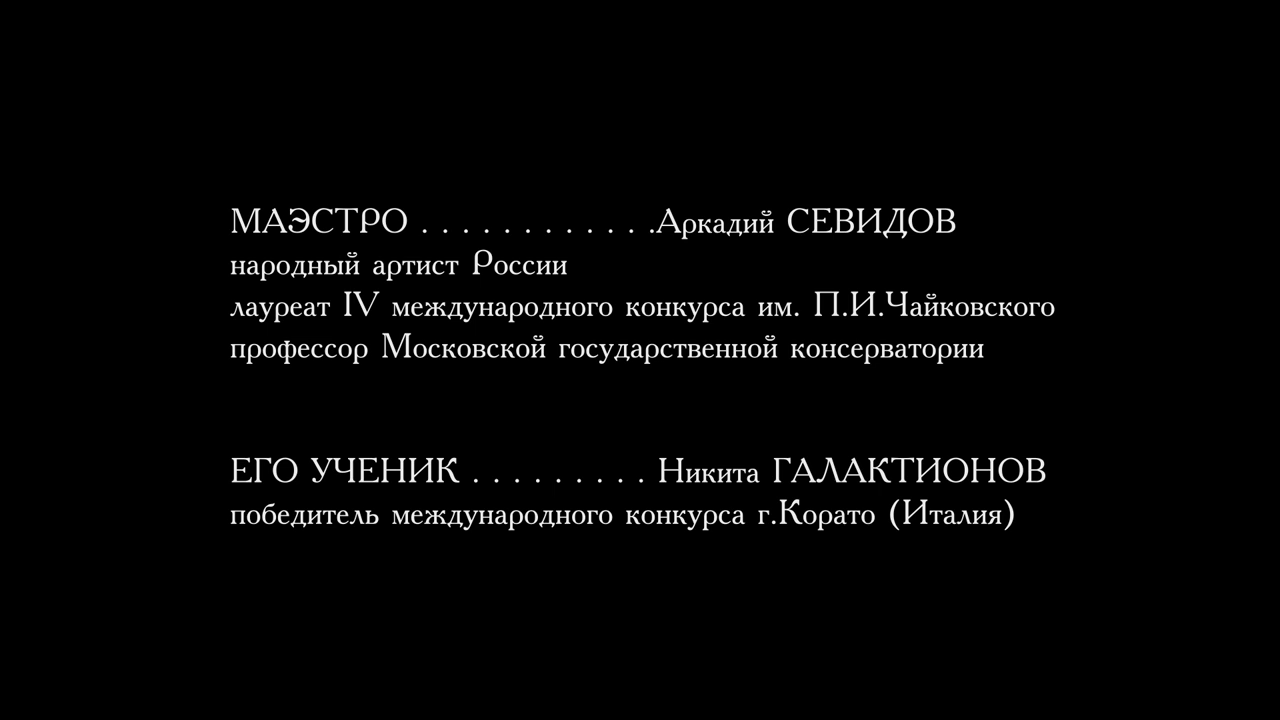 МАЭСТРО . . . . . . . . . . . .Аркадий СЕВИДОВ
народный артист России
лауреат IV международного конкурса им. П.И.Чайковского
профессор Московской государственной консерватории
ЕГО УЧЕНИК . . . . . . . . . Никита ГАЛАКТИОНОВ
победитель международного конкурса г.Корато (Италия)